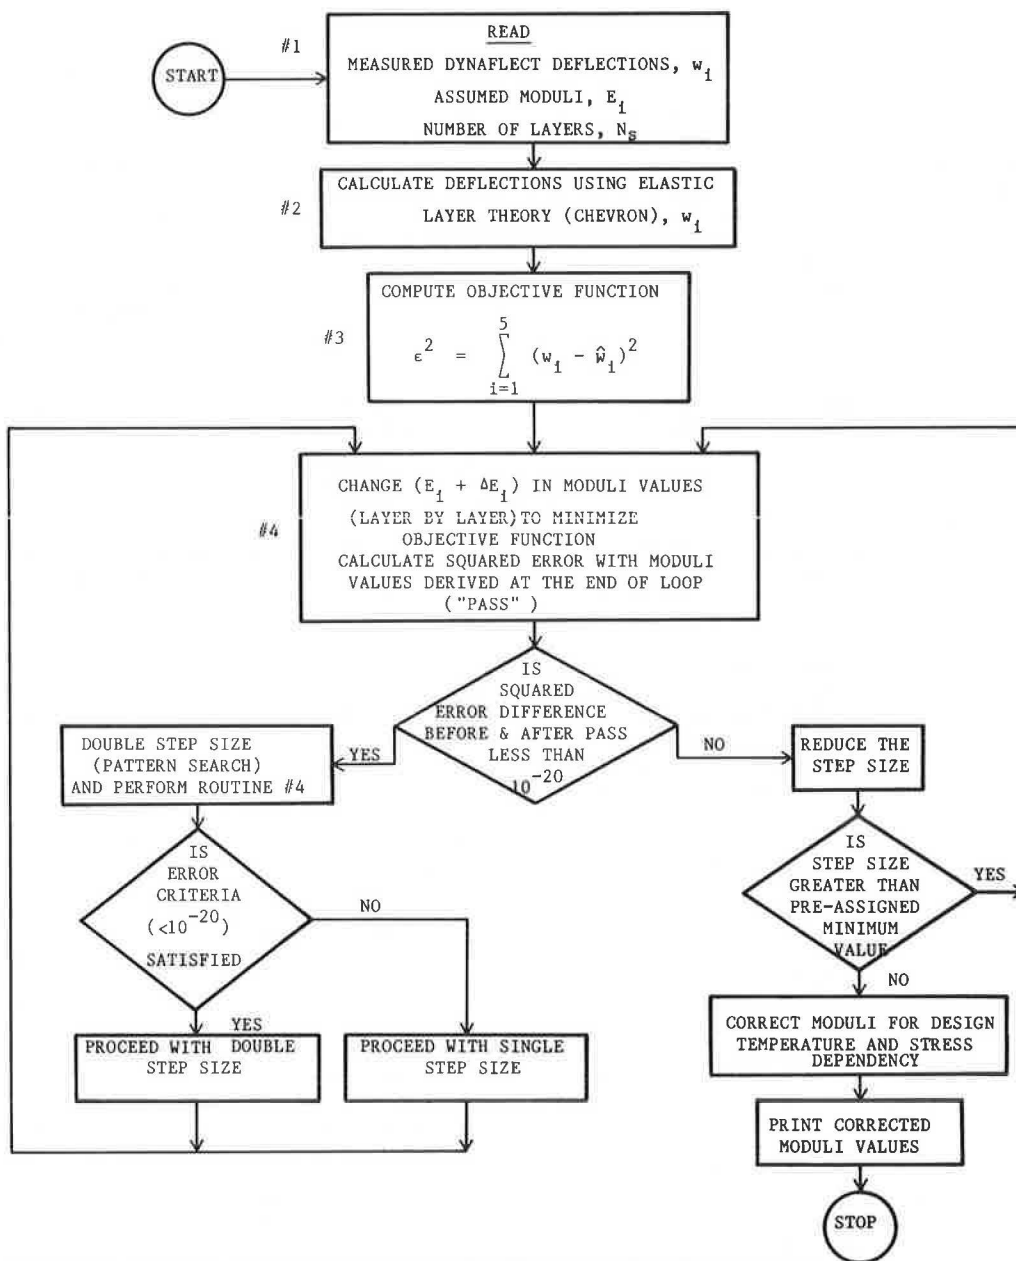 START
#1
READ
MEASURED DYNAFLECT DEFLECTIONS, w_i
ASSUMED MODULI, E_i
NUMBER OF LAYERS, N_s
#2
CALCULATE DEFLECTIONS USING ELASTIC
LAYER THEORY (CHEVRON), w_i
#3
COMPUTE OBJECTIVE FUNCTION
ε^2 = ∑_{i=1}^{5} (w_i - ŵ_i)^2
#4
CHANGE (E_i + ΔE_i) IN MODULI VALUES
(LAYER BY LAYER)TO MINIMIZE
OBJECTIVE FUNCTION
CALCULATE SQUARED ERROR WITH MODULI
VALUES DERIVED AT THE END OF LOOP
("PASS")
IS
SQUARED
ERROR DIFFERENCE
BEFORE & AFTER PASS
LESS THAN
10^{-20}
YES
NO
DOUBLE STEP SIZE
(PATTERN SEARCH)
AND PERFORM ROUTINE #4
IS
ERROR
CRITERIA
(<10^{-20})
SATISFIED
NO
YES
PROCEED WITH DOUBLE
STEP SIZE
PROCEED WITH SINGLE
STEP SIZE
REDUCE THE
STEP SIZE
IS
STEP SIZE
GREATER THAN
PRE-ASSIGNED
MINIMUM
VALUE
YES
NO
CORRECT MODULI FOR DESIGN
TEMPERATURE AND STRESS
DEPENDENCY
PRINT CORRECTED
MODULI VALUES
STOP